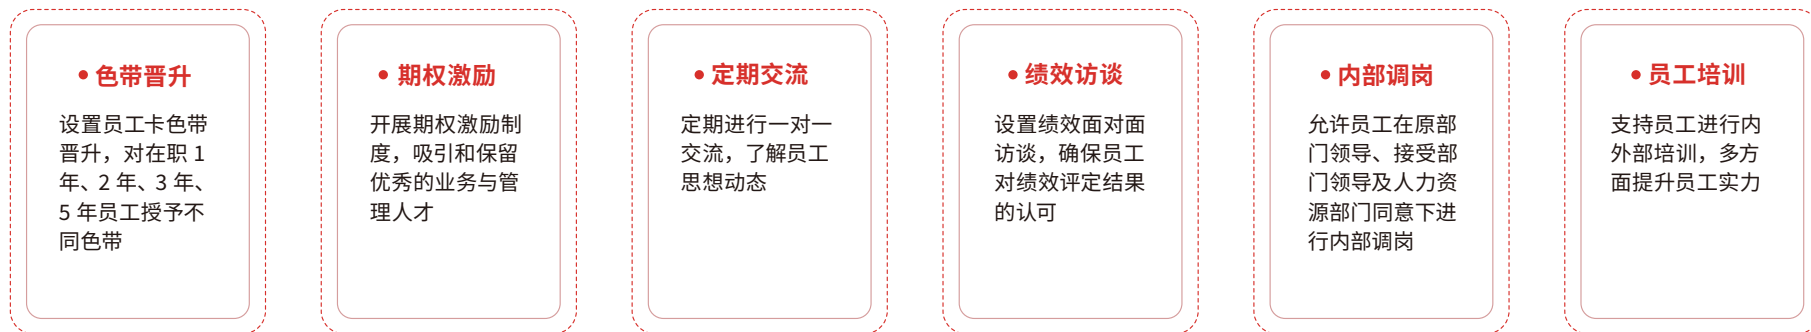 • 色带晋升
设置员工卡色带
晋升，对在职 1
年、2 年、3 年、
5 年员工授予不
同色带
• 期权激励
开展期权激励制
度，吸引和保留
优秀的业务与管
理人才
• 定期交流
定期进行一对一
交流，了解员工
思想动态
• 绩效访谈
设置绩效面对面
访谈，确保员工
对绩效评定结果
的认可
• 内部调岗
允许员工在原部
门领导、接受部
门领导及人力资
源部门同意下进
行内部调岗
• 员工培训
支持员工进行内
外部培训，多方
面提升员工实力